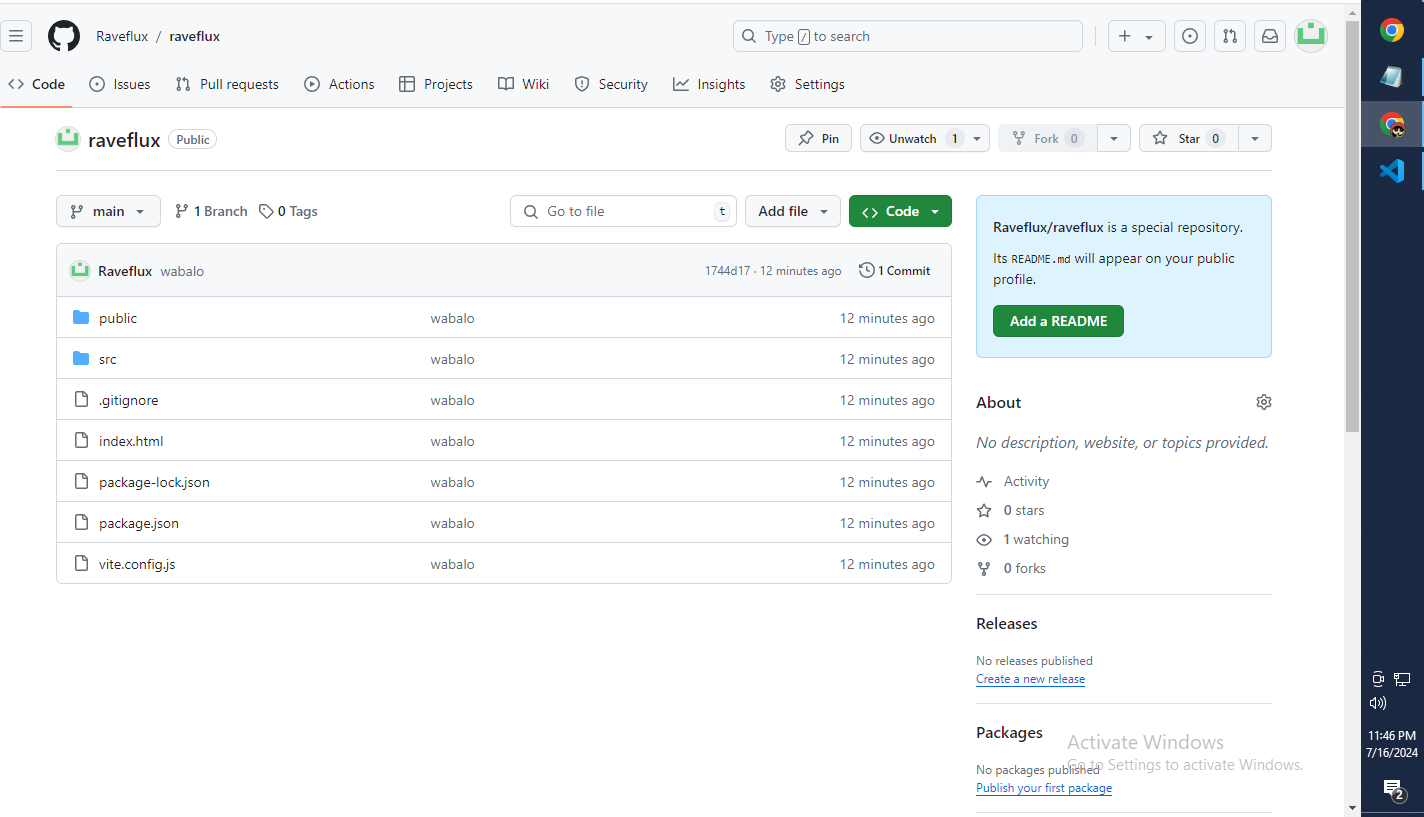 Raveflux / raveflux
Type / to search
Code
Issues
Pull requests
Actions
Projects
Wiki
Security
Insights
Settings
raveflux Public
Pin
Unwatch 1
Fork 0
Star 0
main
1 Branch
0 Tags
Go to file t
Add file
Code
Raveflux wabalo 1744d17 · 12 minutes ago 1 Commit
public wabalo 12 minutes ago
src wabalo 12 minutes ago
.gitignore wabalo 12 minutes ago
index.html wabalo 12 minutes ago
package-lock.json wabalo 12 minutes ago
package.json wabalo 12 minutes ago
vite.config.js wabalo 12 minutes ago
Raveflux/raveflux is a special repository.
Its README.md will appear on your public
profile.
Add a README
About
No description, website, or topics provided.
Activity
0 stars
1 watching
0 forks
Releases
No releases published
Create a new release
Packages
No packages published
Publish your first package
Activate Windows
Go to Settings to activate Windows.
11:46 PM
7/16/2024
2